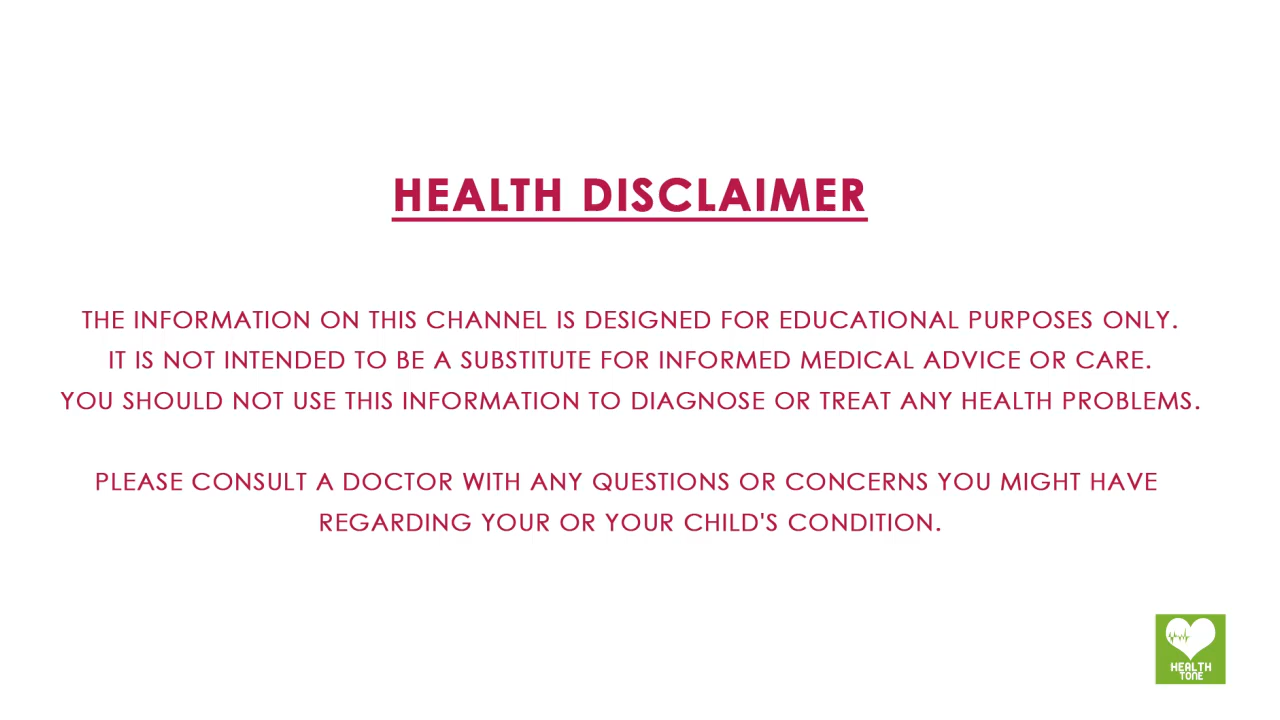 HEALTH DISCLAIMER
THE INFORMATION ON THIS CHANNEL IS DESIGNED FOR EDUCATIONAL PURPOSES ONLY.
IT IS NOT INTENDED TO BE A SUBSTITUTE FOR INFORMED MEDICAL ADVICE OR CARE.
YOU SHOULD NOT USE THIS INFORMATION TO DIAGNOSE OR TREAT ANY HEALTH PROBLEMS.
PLEASE CONSULT A DOCTOR WITH ANY QUESTIONS OR CONCERNS YOU MIGHT HAVE
REGARDING YOUR OR YOUR CHILD'S CONDITION.
HEALTH
TONE